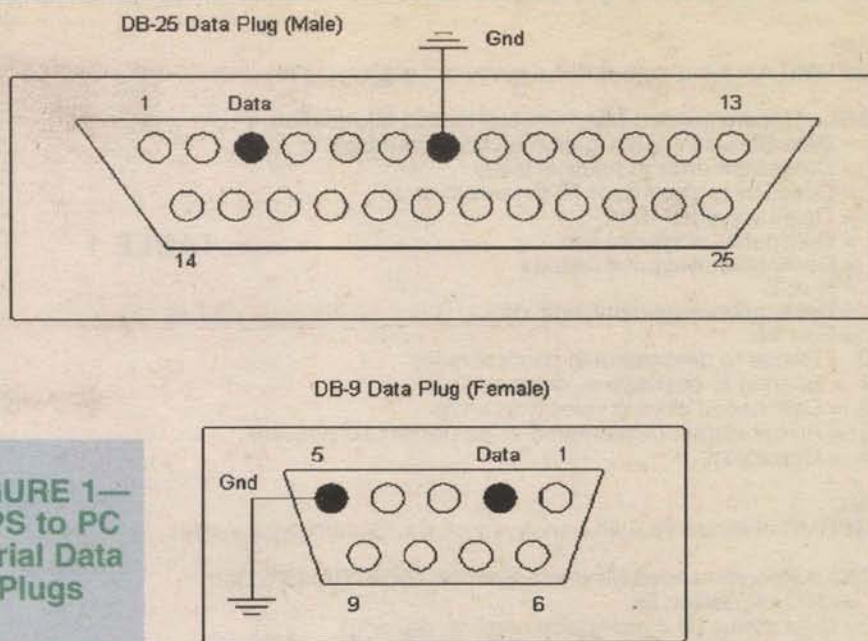 DB-25 Data Plug (Male)
Gnd
1 Data 13
14 25
DB-9 Data Plug (Female)
5 Data 1
Gnd
9 6
GURE 1—
PS to PC
rial Data
Plugs